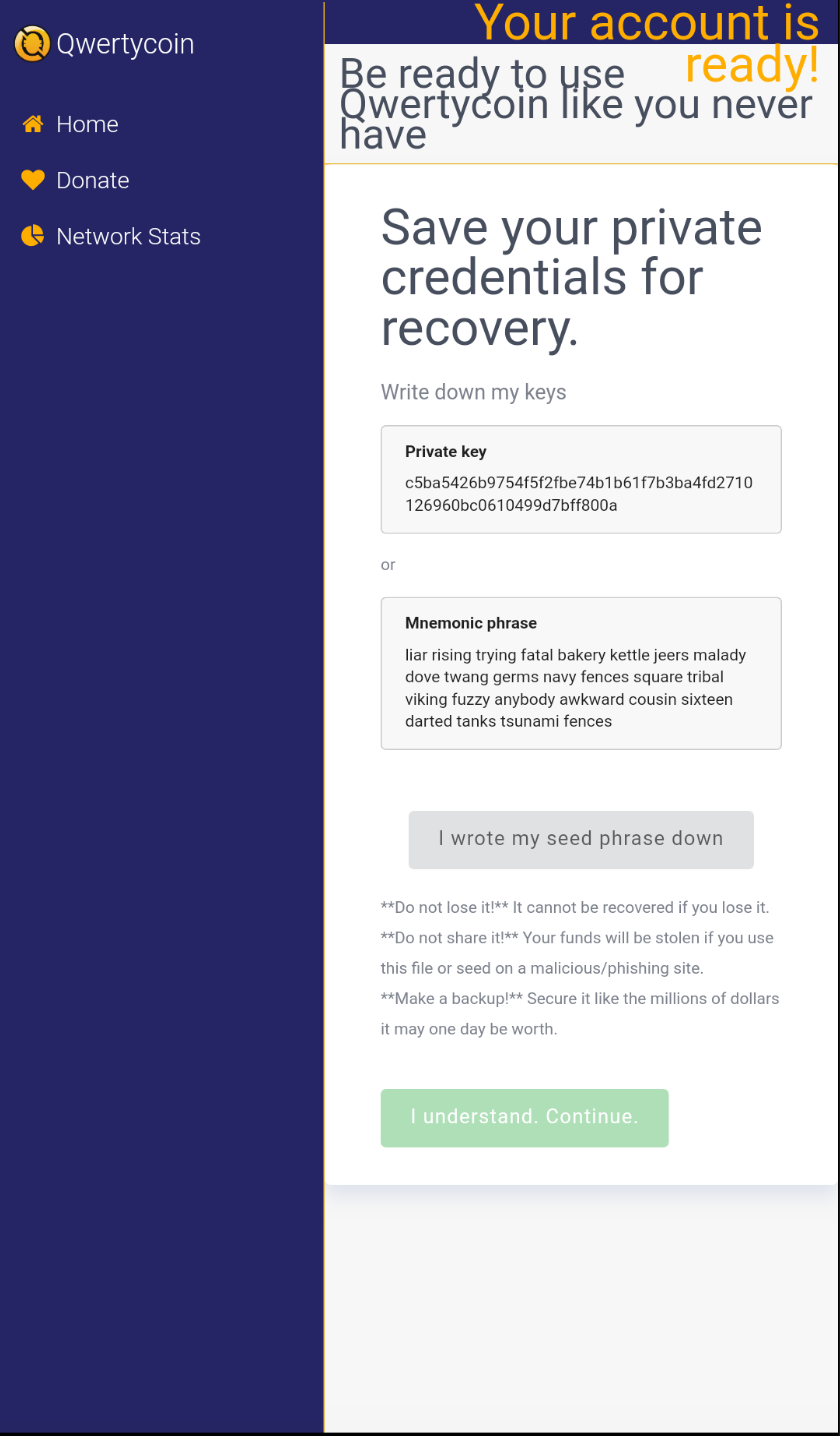 Qwertycoin
Home
Donate
Network Stats
Your account is
ready!
Be ready to use
Qwertycoin like you never
have
Save your private
credentials for
recovery.
Write down my keys
Private key
c5ba5426b9754f5f2fbe74b1b61f7b3ba4fd2710
126960bc0610499d7bff800a
or
Mnemonic phrase
liar rising trying fatal bakery kettle jeers malady
dove twang germs navy fences square tribal
viking fuzzy anybody awkward cousin sixteen
darted tanks tsunami fences
I wrote my seed phrase down
**Do not lose it!** It cannot be recovered if you lose it.
**Do not share it!** Your funds will be stolen if you use
this file or seed on a malicious/phishing site.
**Make a backup!** Secure it like the millions of dollars
it may one day be worth.
I understand. Continue.